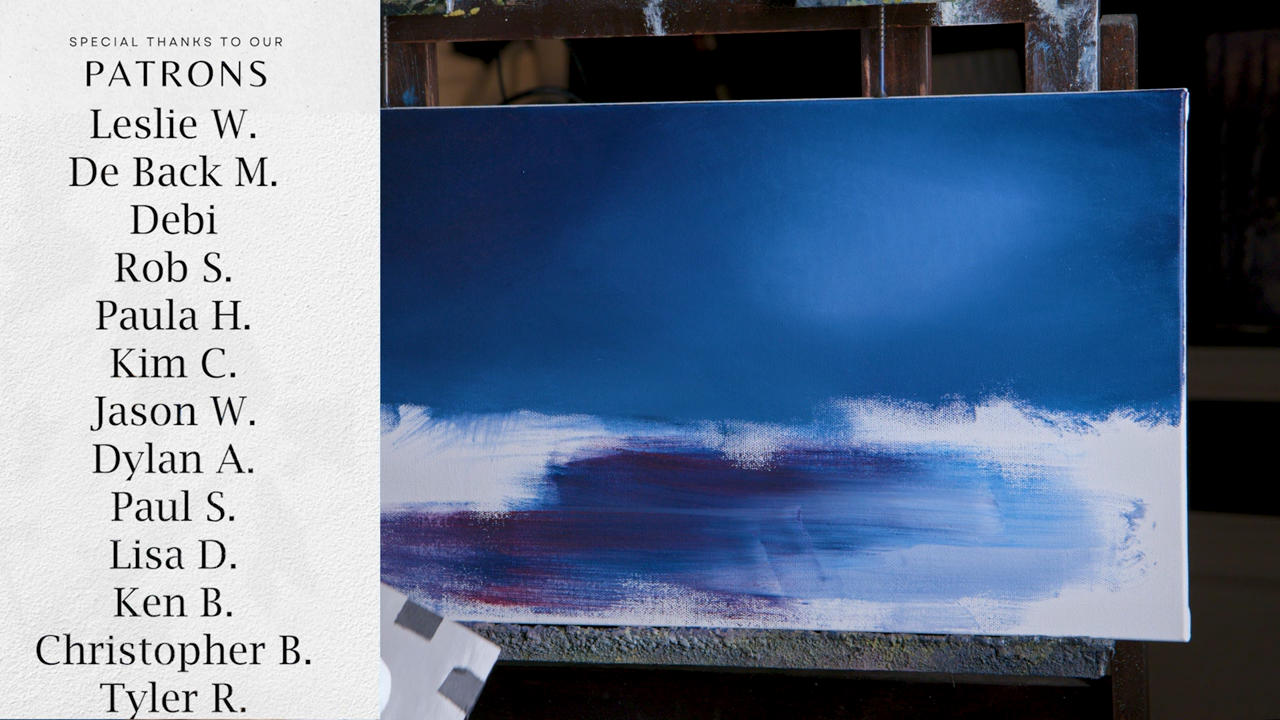 SPECIAL THANKS TO OUR
PATRONS
Leslie W.
De Back M.
Debi
Rob S.
Paula H.
Kim C.
Jason W.
Dylan A.
Paul S.
Lisa D.
Ken B.
Christopher B.
Tyler R.